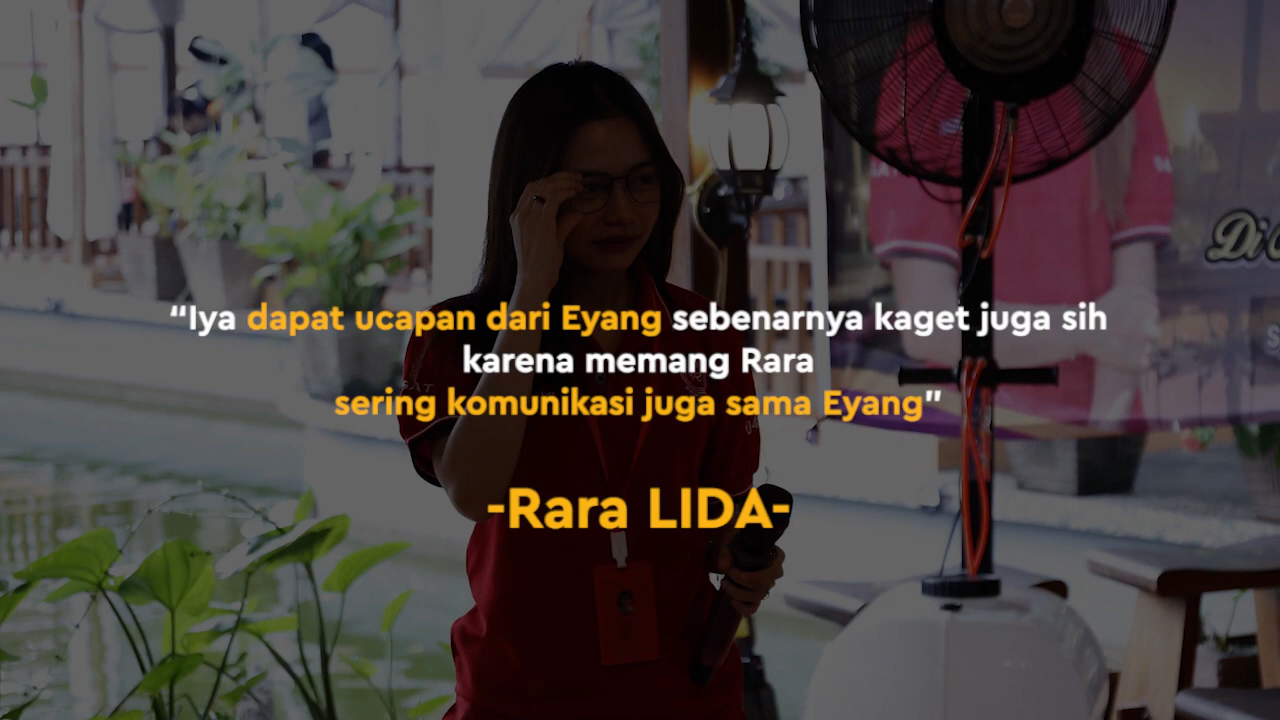 “Iya dapat ucapan dari Eyang sebenarnya kaget juga sih
karena memang Rara
sering komunikasi juga sama Eyang”
-Rara LIDA-